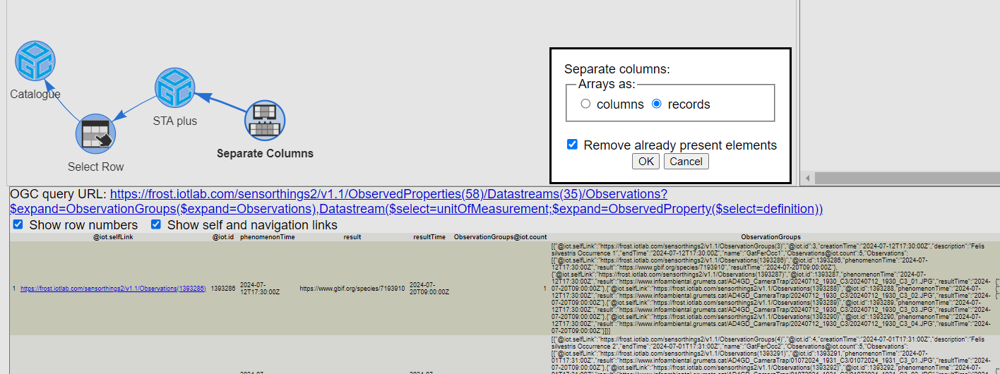 Catalogue
Select Row
STA plus
Separate Columns
Separate columns:
Arrays as:
columns records
Remove already present elements
OK Cancel
OGC query URL: https://frost.iotlab.com/sensorthings2/v1.1/ObservedProperties(58)/Datastreams(35)/Observations?
$expand=ObservationGroups($expand=Observations),Datastream($select=unitOfMeasurement;$expand=ObservedProperty($select=definition))
Show row numbers Show self and navigation links
@iot.selfLink @iot.id phenomenonTime result resultTime ObservationGroups@iot.count ObservationGroups
1 https://frost.iotlab.com/sensorthings2/v1.1/Observations(1393286) 1393286 2024-07-12T17:30:00Z https://www.gbif.org/species/7193910 2024-07-20T09:00:00Z 1
[{"@iot.selfLink":"https://frost.iotlab.com/sensorthings2/v1.1/ObservationGroups(3)","@iot.id":3,"creationTime":"2024-07-12T17:30:00Z","description":"Felis
silvestris Occurrence 1","endTime":"2024-07-12T17:30:00Z","name":"GatFerOcc1","Observations@iot.count":5,"Observations":
[{"@iot.selfLink":"https://frost.iotlab.com/sensorthings2/v1.1/Observations(1393286)","@iot.id":1393286,"phenomenonTime":"2024-07-
12T17:30:00Z","result":"https://www.gbif.org/species/7193910","resultTime":"2024-07-20T09:00:00Z"},
{"@iot.selfLink":"https://frost.iotlab.com/sensorthings2/v1.1/Observations(1393287)","@iot.id":1393287,"phenomenonTime":"2024-07-
12T17:30:00Z","result":"https://www.infoambiental.grumets.cat/AD4GD_CameraTrap/20240712_1930_C3/20240712_1930_C3_01.JPG","resultTime":"2024-
07-20T09:00:00Z"},{"@iot.selfLink":"https://frost.iotlab.com/sensorthings2/v1.1/Observations(1393288)","@iot.id":1393288,"phenomenonTime":"2024-07-
12T17:30:00Z","result":"https://www.infoambiental.grumets.cat/AD4GD_CameraTrap/20240712_1930_C3/20240712_1930_C3_02.JPG","resultTime":"2024-
07-20T09:00:00Z"},{"@iot.selfLink":"https://frost.iotlab.com/sensorthings2/v1.1/Observations(1393289)","@iot.id":1393289,"phenomenonTime":"2024-07-
12T17:30:00Z","result":"https://www.infoambiental.grumets.cat/AD4GD_CameraTrap/20240712_1930_C3/20240712_1930_C3_03.JPG","resultTime":"2024-
07-20T09:00:00Z"},{"@iot.selfLink":"https://frost.iotlab.com/sensorthings2/v1.1/Observations(1393290)","@iot.id":1393290,"phenomenonTime":"2024-07-
12T17:30:00Z","result":"https://www.infoambiental.grumets.cat/AD4GD_CameraTrap/20240712_1930_C3/20240712_1930_C3_04.JPG","resultTime":"2024-
07-20T09:00:00Z"}]}]
[{"@iot.selfLink":"https://frost.iotlab.com/sensorthings2/v1.1/ObservationGroups(4)","@iot.id":4,"creationTime":"2024-07-01T17:31:00Z","description":"Felis
silvestris Occurrence 2","endTime":"2024-07-01T17:31:00Z","name":"GatFerOcc2","Observations@iot.count":5,"Observations":
[{"@iot.selfLink":"https://frost.iotlab.com/sensorthings2/v1.1/Observations(1393291)","@iot.id":1393291,"phenomenonTime":"2024-07-
01T17:31:00Z","result":"https://www.infoambiental.grumets.cat/AD4GD_CameraTrap/01072024_1931_C3/01072024_1931_C3_01.JPG","resultTime":"2024-
07-20T09:00:00Z"},{"@iot.selfLink":"https://frost.iotlab.com/sensorthings2/v1.1/Observations(1393292)","@iot.id":1393292,"phenomenonTime":"2024-07-